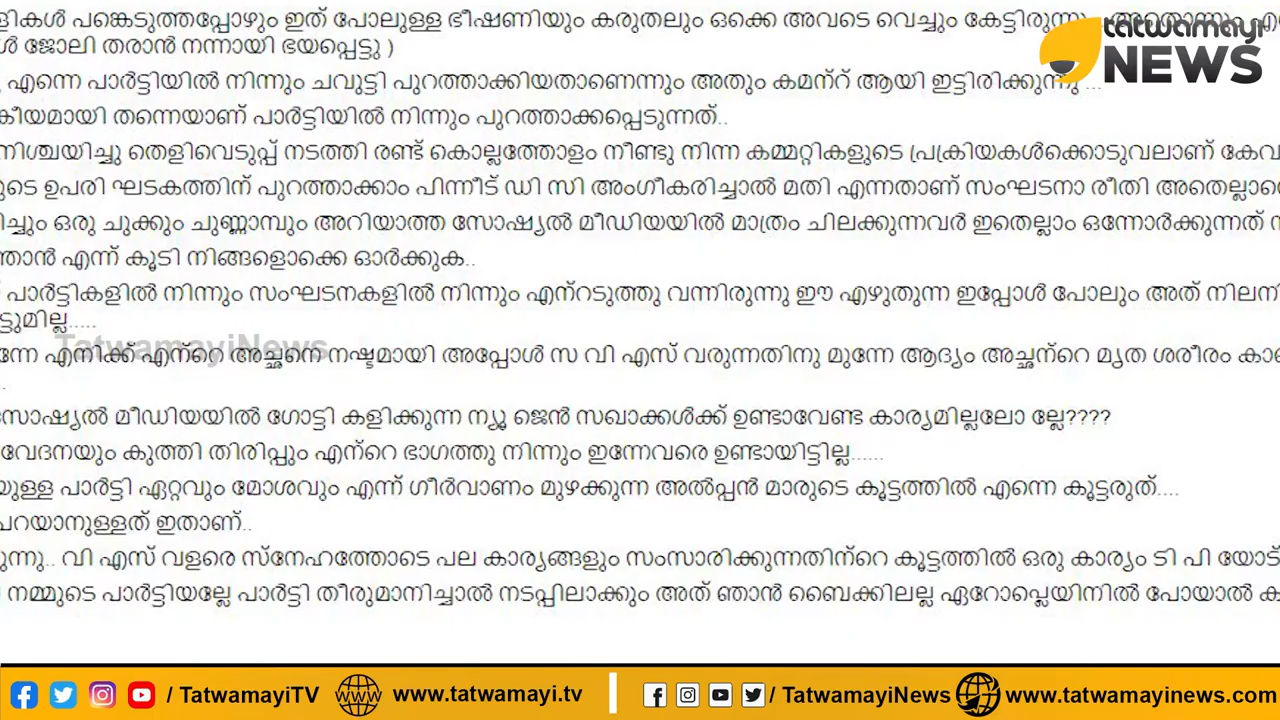 tatwamayi
NEWS
ളികൾ പങ്കെടുത്തപ്പോഴും ഇത് പോലുള്ള ഭീഷണിയും കരുതലും ഒക്കെ അവടെ വെച്ചും കേട്ടിരുന്നു
ൾ ജോലി തരാൻ നന്നായി ഭയപ്പെട്ടു )
എന്നെ പാർട്ടിയിൽ നിന്നും ചവുട്ടി പുറത്താക്കിയതാണെന്നും അതും കമന്റ് ആയി ഇട്ടിരിക്കുന്നു ...
കീയമായി തന്നെയാണ് പാർട്ടിയിൽ നിന്നും പുറത്താക്കപ്പെടുന്നത്..
നിശ്ചയിച്ചു തെളിവെടുപ്പ് നടത്തി രണ്ട് കൊല്ലത്തോളം നീണ്ടു നിന്ന കമ്മറ്റികളുടെ പ്രക്രിയകൾക്കൊടുവലാണ് കേവ
ുടെ ഉപരി ഘടകത്തിന് പുറത്താക്കാം പിന്നീട് ഡി സി അംഗീകരിച്ചാൽ മതി എന്നതാണ് സംഘടനാ രീതി അതെല്ലാതെ
ിച്ചും ഒരു ചുക്കും ചുണ്ണാമ്പും അറിയാത്ത സോഷ്യൽ മീഡിയയിൽ മാത്രം ചിലക്കുന്നവർ ഇതെല്ലാം ഒന്നോർക്കുന്നത് ന
ഞാൻ എന്ന് കൂടി നിങ്ങളൊക്കെ ഓർക്കുക..
പാർട്ടികളിൽ നിന്നും സംഘടനകളിൽ നിന്നും എന്റടുത്തു വന്നിരുന്നു ഈ എഴുതുന്ന ഇപ്പോൾ പോലും അത് നിലനി
ട്ടുമില്ല.....
ന്നേ എനിക്ക് എന്റെ അച്ഛനെ നഷ്ടമായി അപ്പോൾ സ വി എസ് വരുന്നതിനു മുന്നേ ആദ്യം അച്ഛന്റെ മൃത ശരീരം കാണ
TatwamayiNews
..
സോഷ്യൽ മീഡിയയിൽ ഗോട്ടി കളിക്കുന്ന ന്യൂ ജെൻ സഖാക്കൾക്ക് ഉണ്ടാവേണ്ട കാര്യമില്ലലോ ല്ലേ????
വേദനയും കുത്തി തിരിപ്പും എന്റെ ഭാഗത്തു നിന്നും ഇന്നേവരെ ഉണ്ടായിട്ടില്ല......
യുള്ള പാർട്ടി ഏറ്റവും മോശവും എന്ന് ഗീർവാണം മുഴക്കുന്ന അൽപ്പൻ മാരുടെ കൂട്ടത്തിൽ എന്നെ കൂട്ടരുത്....
പറയാനുള്ളത് ഇതാണ്..
ുന്നു.. വി എസ് വളരെ സ്നേഹത്തോടെ പല കാര്യങ്ങളും സംസാരിക്കുന്നതിന്റെ കൂട്ടത്തിൽ ഒരു കാര്യം ടി പി യോട്
നമ്മുടെ പാർട്ടിയല്ലേ പാർട്ടി തീരുമാനിച്ചാൽ നടപ്പിലാക്കും അത് ഞാൻ ബൈക്കിലല്ല ഏറോപ്ലെയിനിൽ പോയാൽ ക
/ TatwamayiTV www.tatwamayi.tv / TatwamayiNews www.tatwamayinews.com